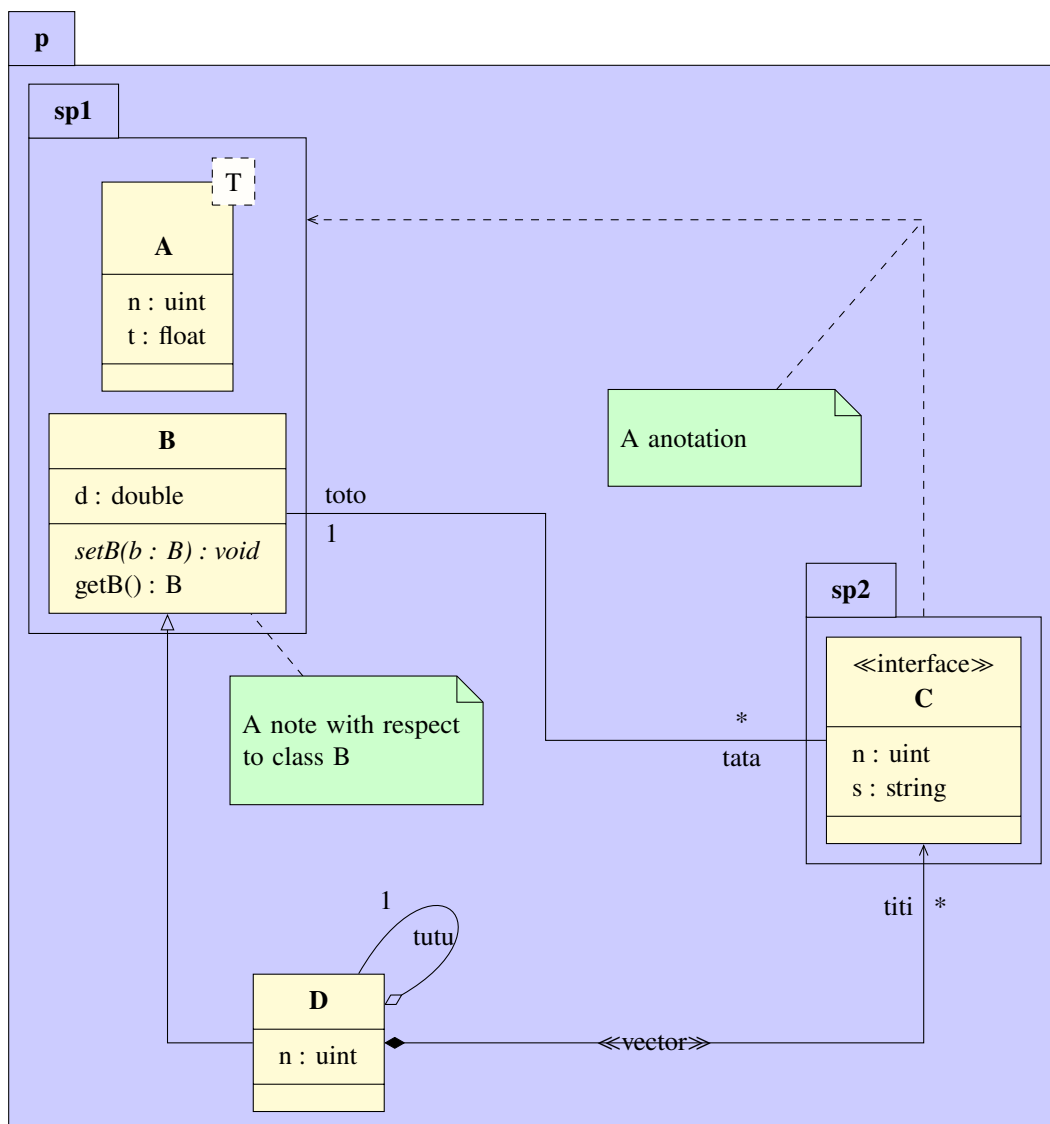 p
sp1
T
A
n : uint
t : float
B
d : double
setB(b : B) : void
getB() : B
toto
1
A anotation
A note with respect
to class B
sp2
≪interface≫
C
n : uint
s : string
*
tata
titi
*
1
tutu
D
n : uint
≪vector≫